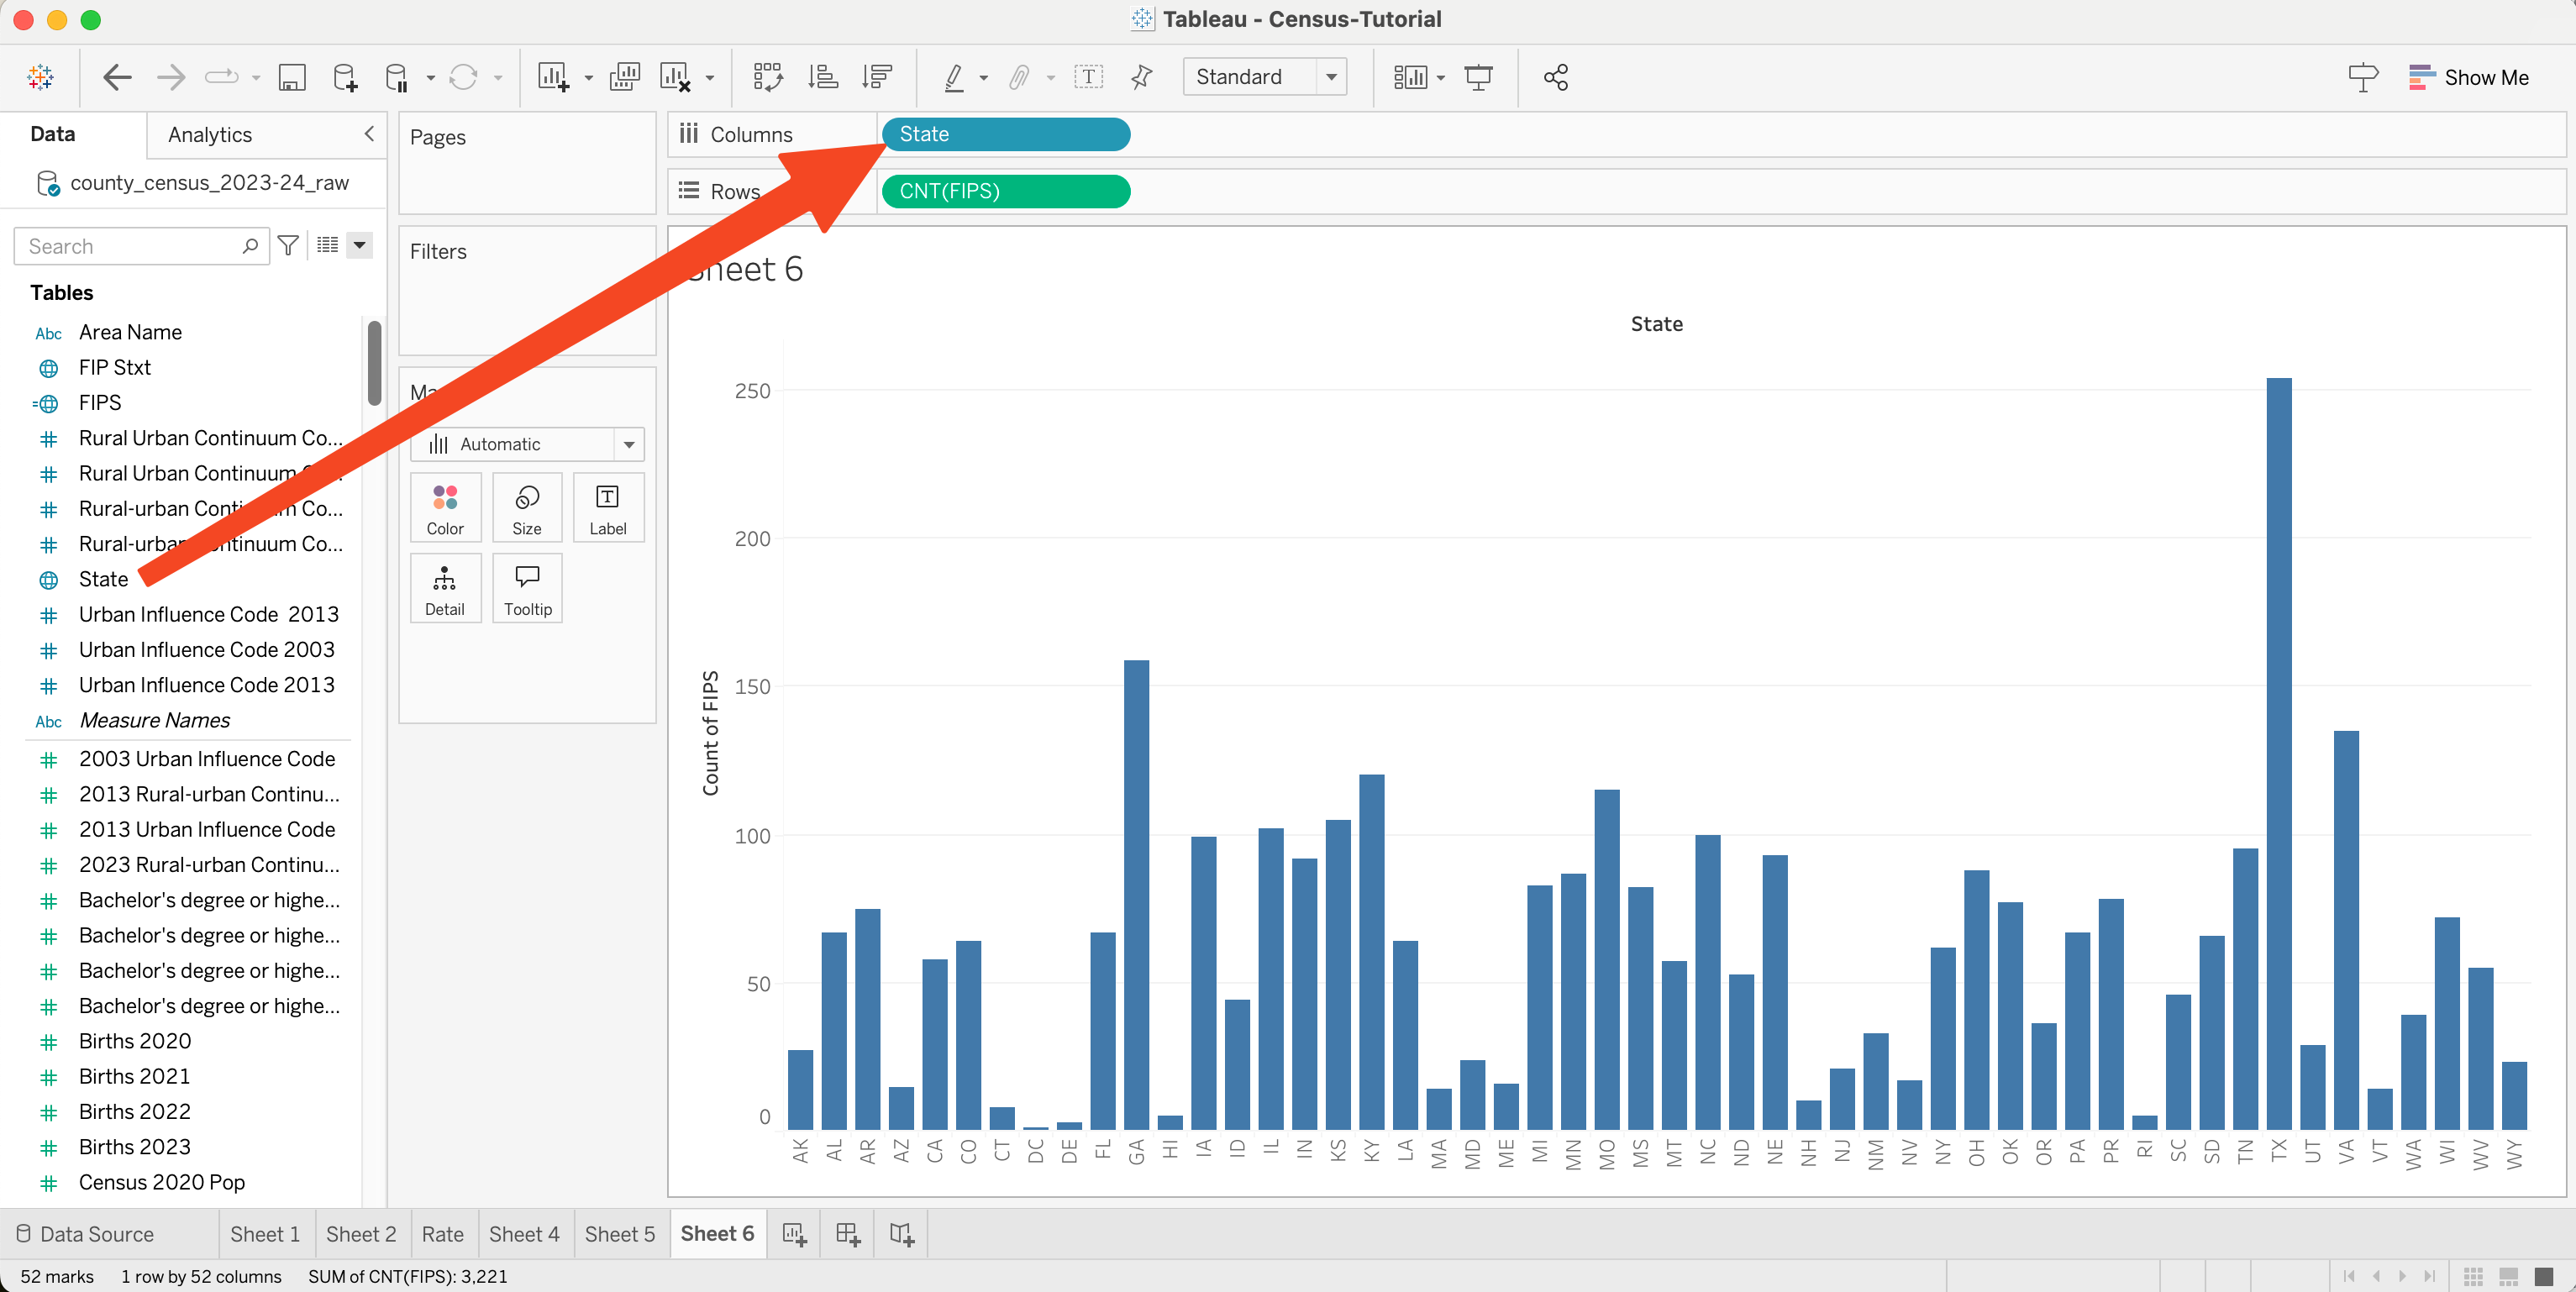 Tableau - Census-Tutorial
Standard
Show Me
Data
Analytics
county_census_2023-24_raw
Search
Tables
Abc Area Name
FIP Stxt
=FIPS
# Rural Urban Continuum Co...
# Rural Urban Continuum
# Rural-urban Conti m Co...
# Rural-urba ntinuum Co...
State
# Urban Influence Code 2013
# Urban Influence Code 2003
# Urban Influence Code 2013
Abc Measure Names
# 2003 Urban Influence Code
# 2013 Rural-urban Continu...
# 2013 Urban Influence Code
# 2023 Rural-urban Continu...
# Bachelor's degree or highe...
# Bachelor's degree or highe...
# Bachelor's degree or highe...
# Bachelor's degree or highe...
# Births 2020
# Births 2021
# Births 2022
# Births 2023
# Census 2020 Pop
Pages
Filters
Ma
Automatic
Color
Size
T
Label
Detail
Tooltip
Columns
State
Rows
CNT(FIPS)
Sheet 6
State
Count of FIPS
250
200
150
100
50
0
AK AL AR AZ CA CO CT DC DE FL GA HI IA ID IL IN KS KY LA MA MD ME MI MN MO MS MT NC ND NE NH NJ NM NV NY OH OK OR PA PR RI SC SD TN TX UT VA VT WA WI WV WY
Data Source
Sheet 1
Sheet 2
Rate
Sheet 4
Sheet 5
Sheet 6
52 marks
1 row by 52 columns
SUM of CNT(FIPS): 3,221